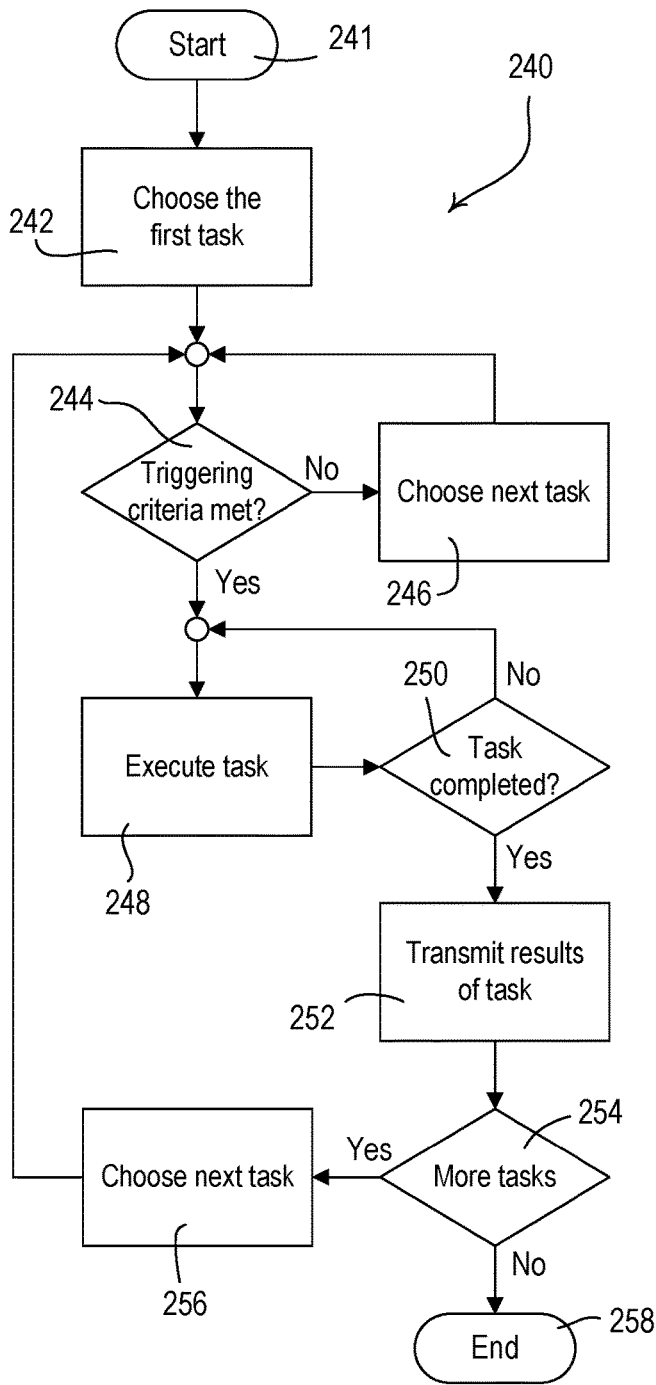 Start
241
240
Choose the
first task
242
244
Triggering
criteria met?
No
Choose next task
246
Yes
250
No
Execute task
Task
completed?
248
Yes
Transmit results
of task
252
254
Yes
Choose next task
More tasks
256
No
258
End